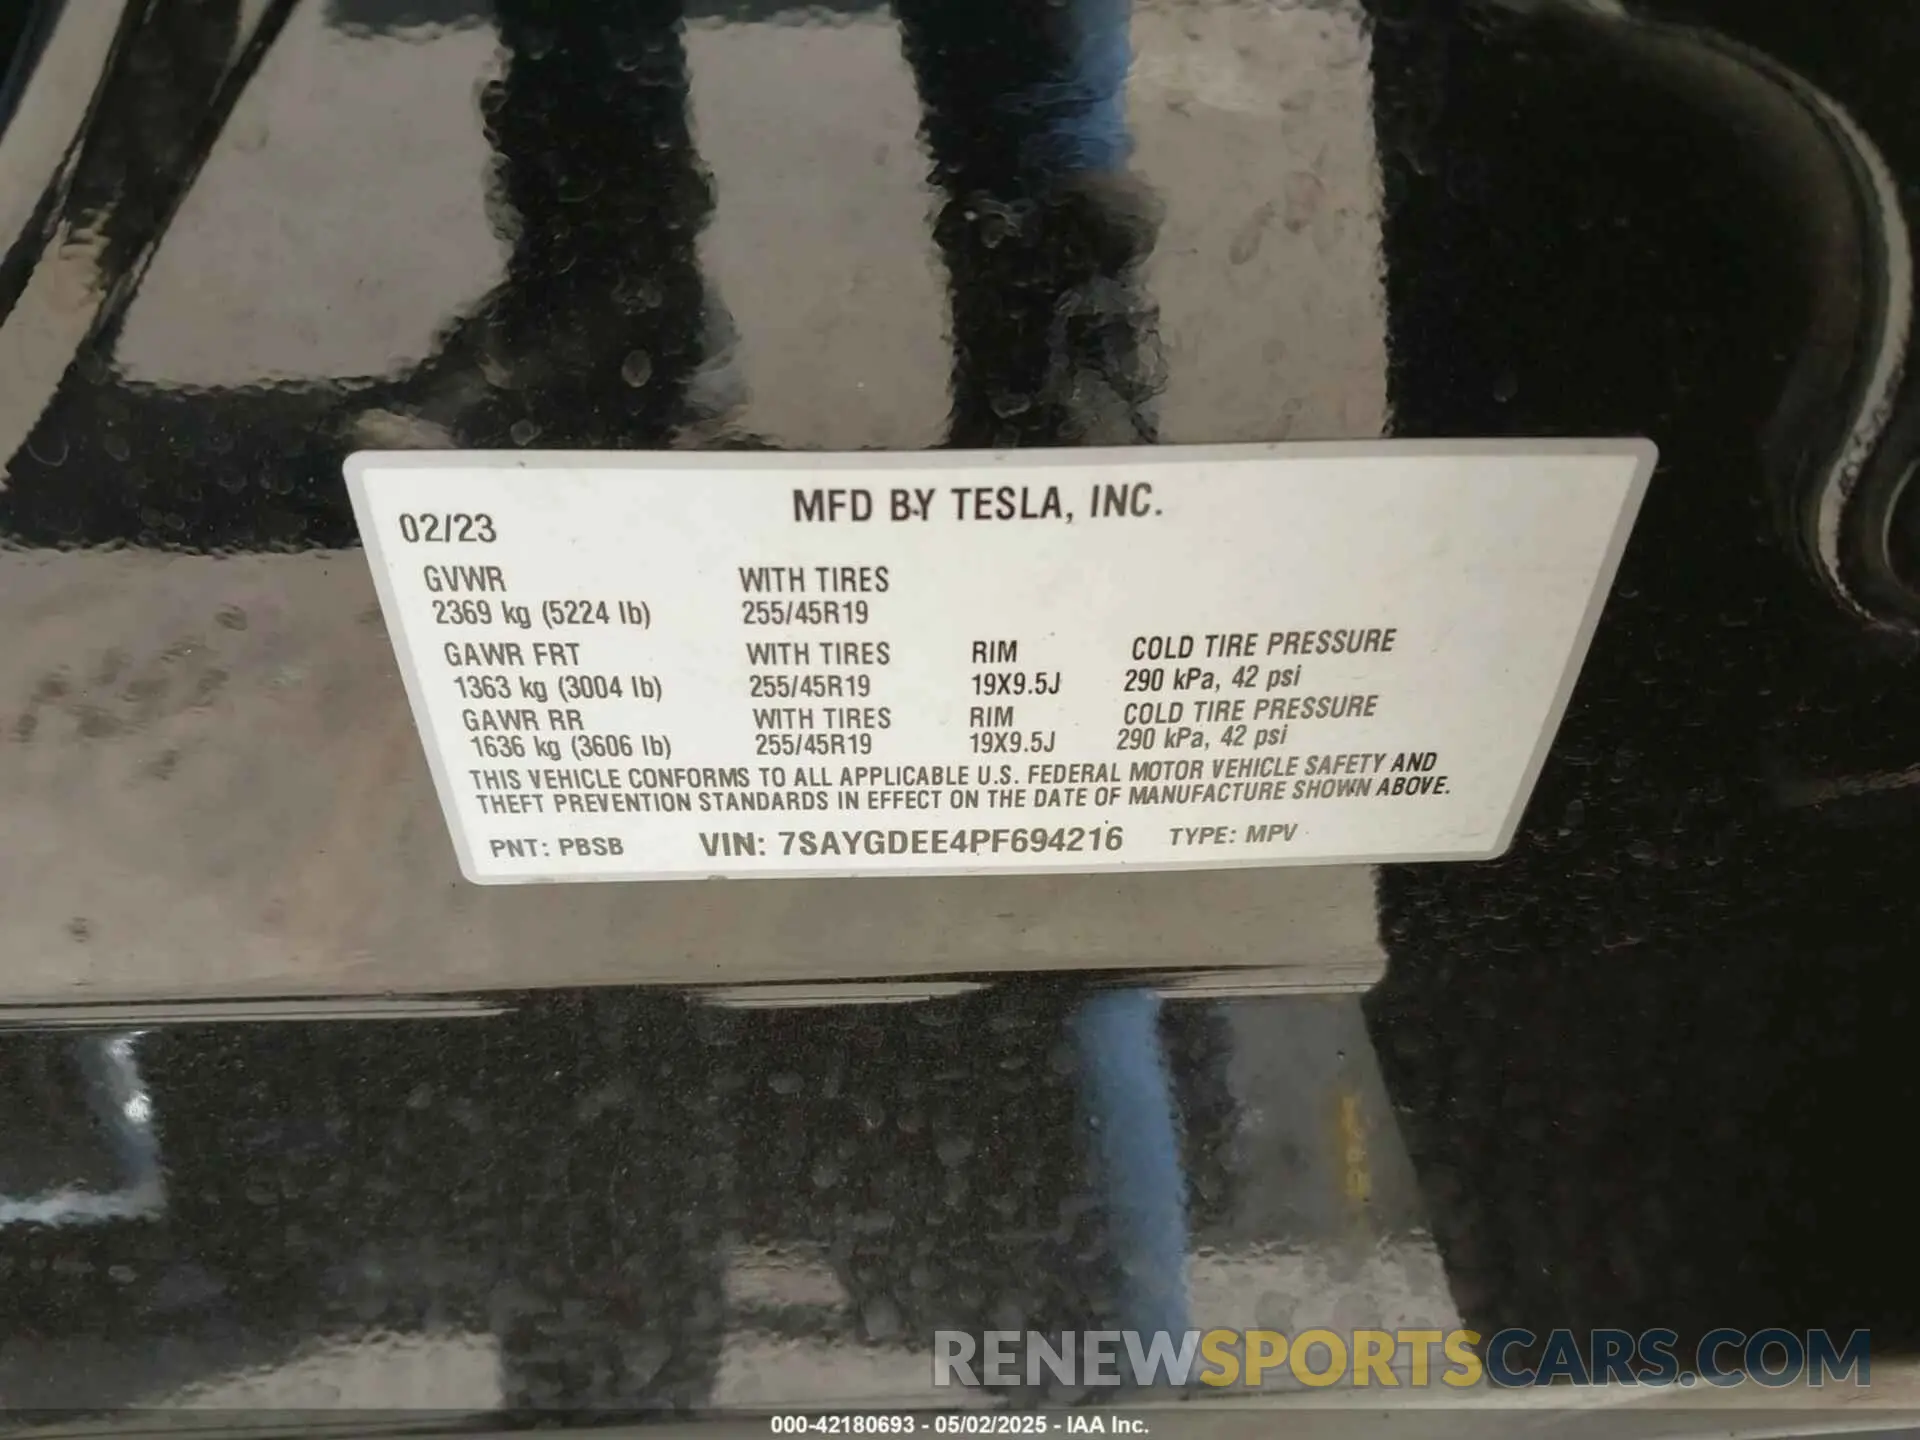 MFD BY TESLA, INC.
02/23
GVWR WITH TIRES
2369 kg (5224 lb) 255/45R19
GAWR FRT WITH TIRES RIM COLD TIRE PRESSURE
1363 kg (3004 lb) 255/45R19 19X9.5J 290 kPa, 42 psi
GAWR RR WITH TIRES RIM COLD TIRE PRESSURE
1636 kg (3606 lb) 255/45R19 19X9.5J 290 kPa, 42 psi
THIS VEHICLE CONFORMS TO ALL APPLICABLE U.S. FEDERAL MOTOR VEHICLE SAFETY AND
THEFT PREVENTION STANDARDS IN EFFECT ON THE DATE OF MANUFACTURE SHOWN ABOVE.
PNT: PBSB VIN: 7SAYGDEE4PF694216 TYPE: MPV
RENEWSPORTSCARS.COM
000-42180693 - 05/02/2025 - IAA Inc.